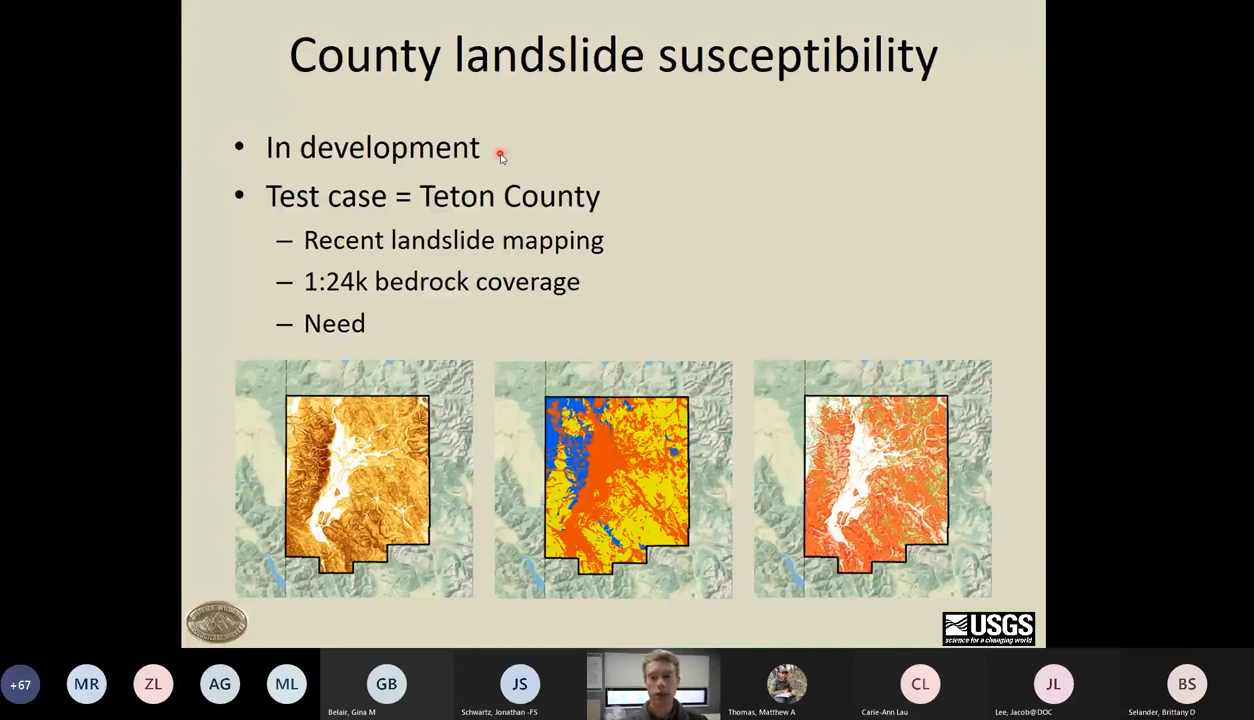 County landslide susceptibility
• In development
• Test case = Teton County
– Recent landslide mapping
– 1:24k bedrock coverage
– Need
USGS
science for a changing world
+67
MR
ZL
AG
ML
GB
JS
CL
JL
BS
Belair, Gina M
Schwartz, Jonathan -FS
Thomas, Matthew A
Carie-Ann Lau
Lee, Jacob@DOC
Selander, Brittany D